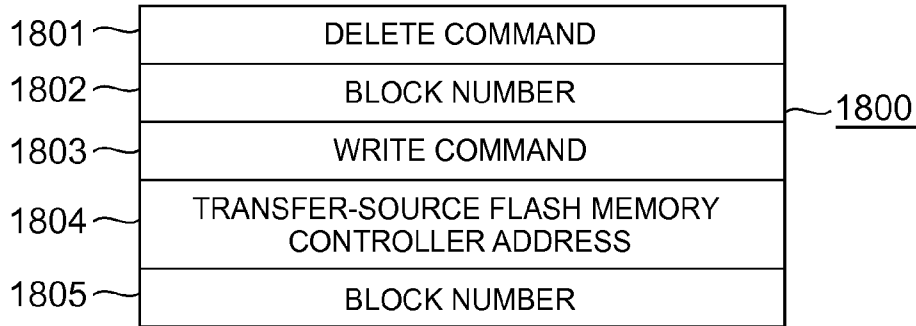 1801 DELETE COMMAND
1802 BLOCK NUMBER
1800
1803 WRITE COMMAND
1804 TRANSFER-SOURCE FLASH MEMORY
CONTROLLER ADDRESS
1805 BLOCK NUMBER